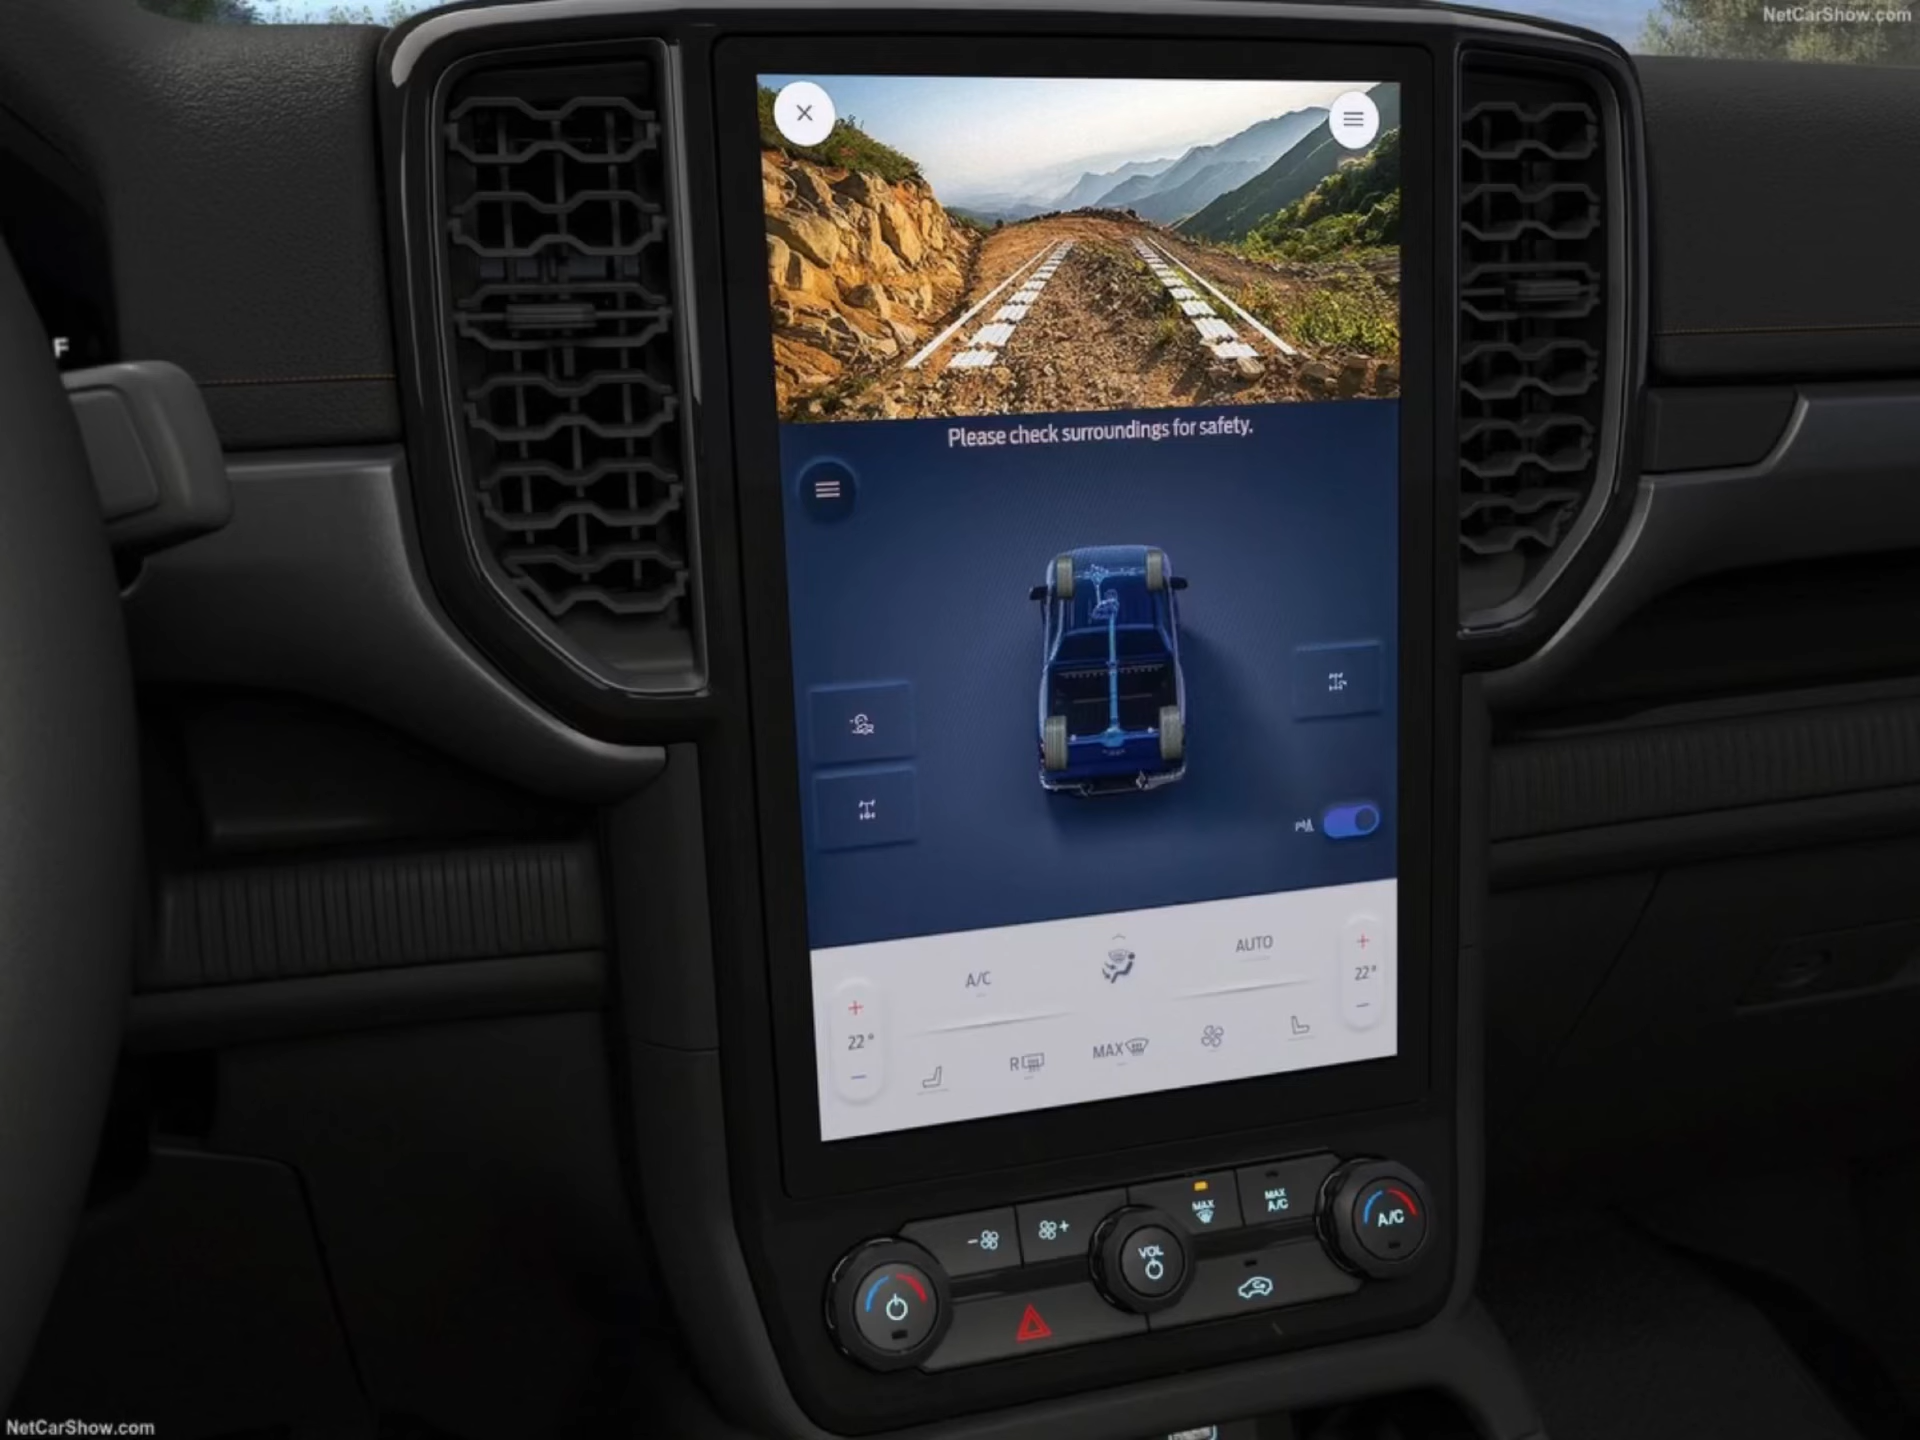 NetCarShow.com
F
Please check surroundings for safety.
A/C
AUTO
22°
22°
R
MAX
MAX
MAX
A/C
A/C
VOL
NetCarShow.com